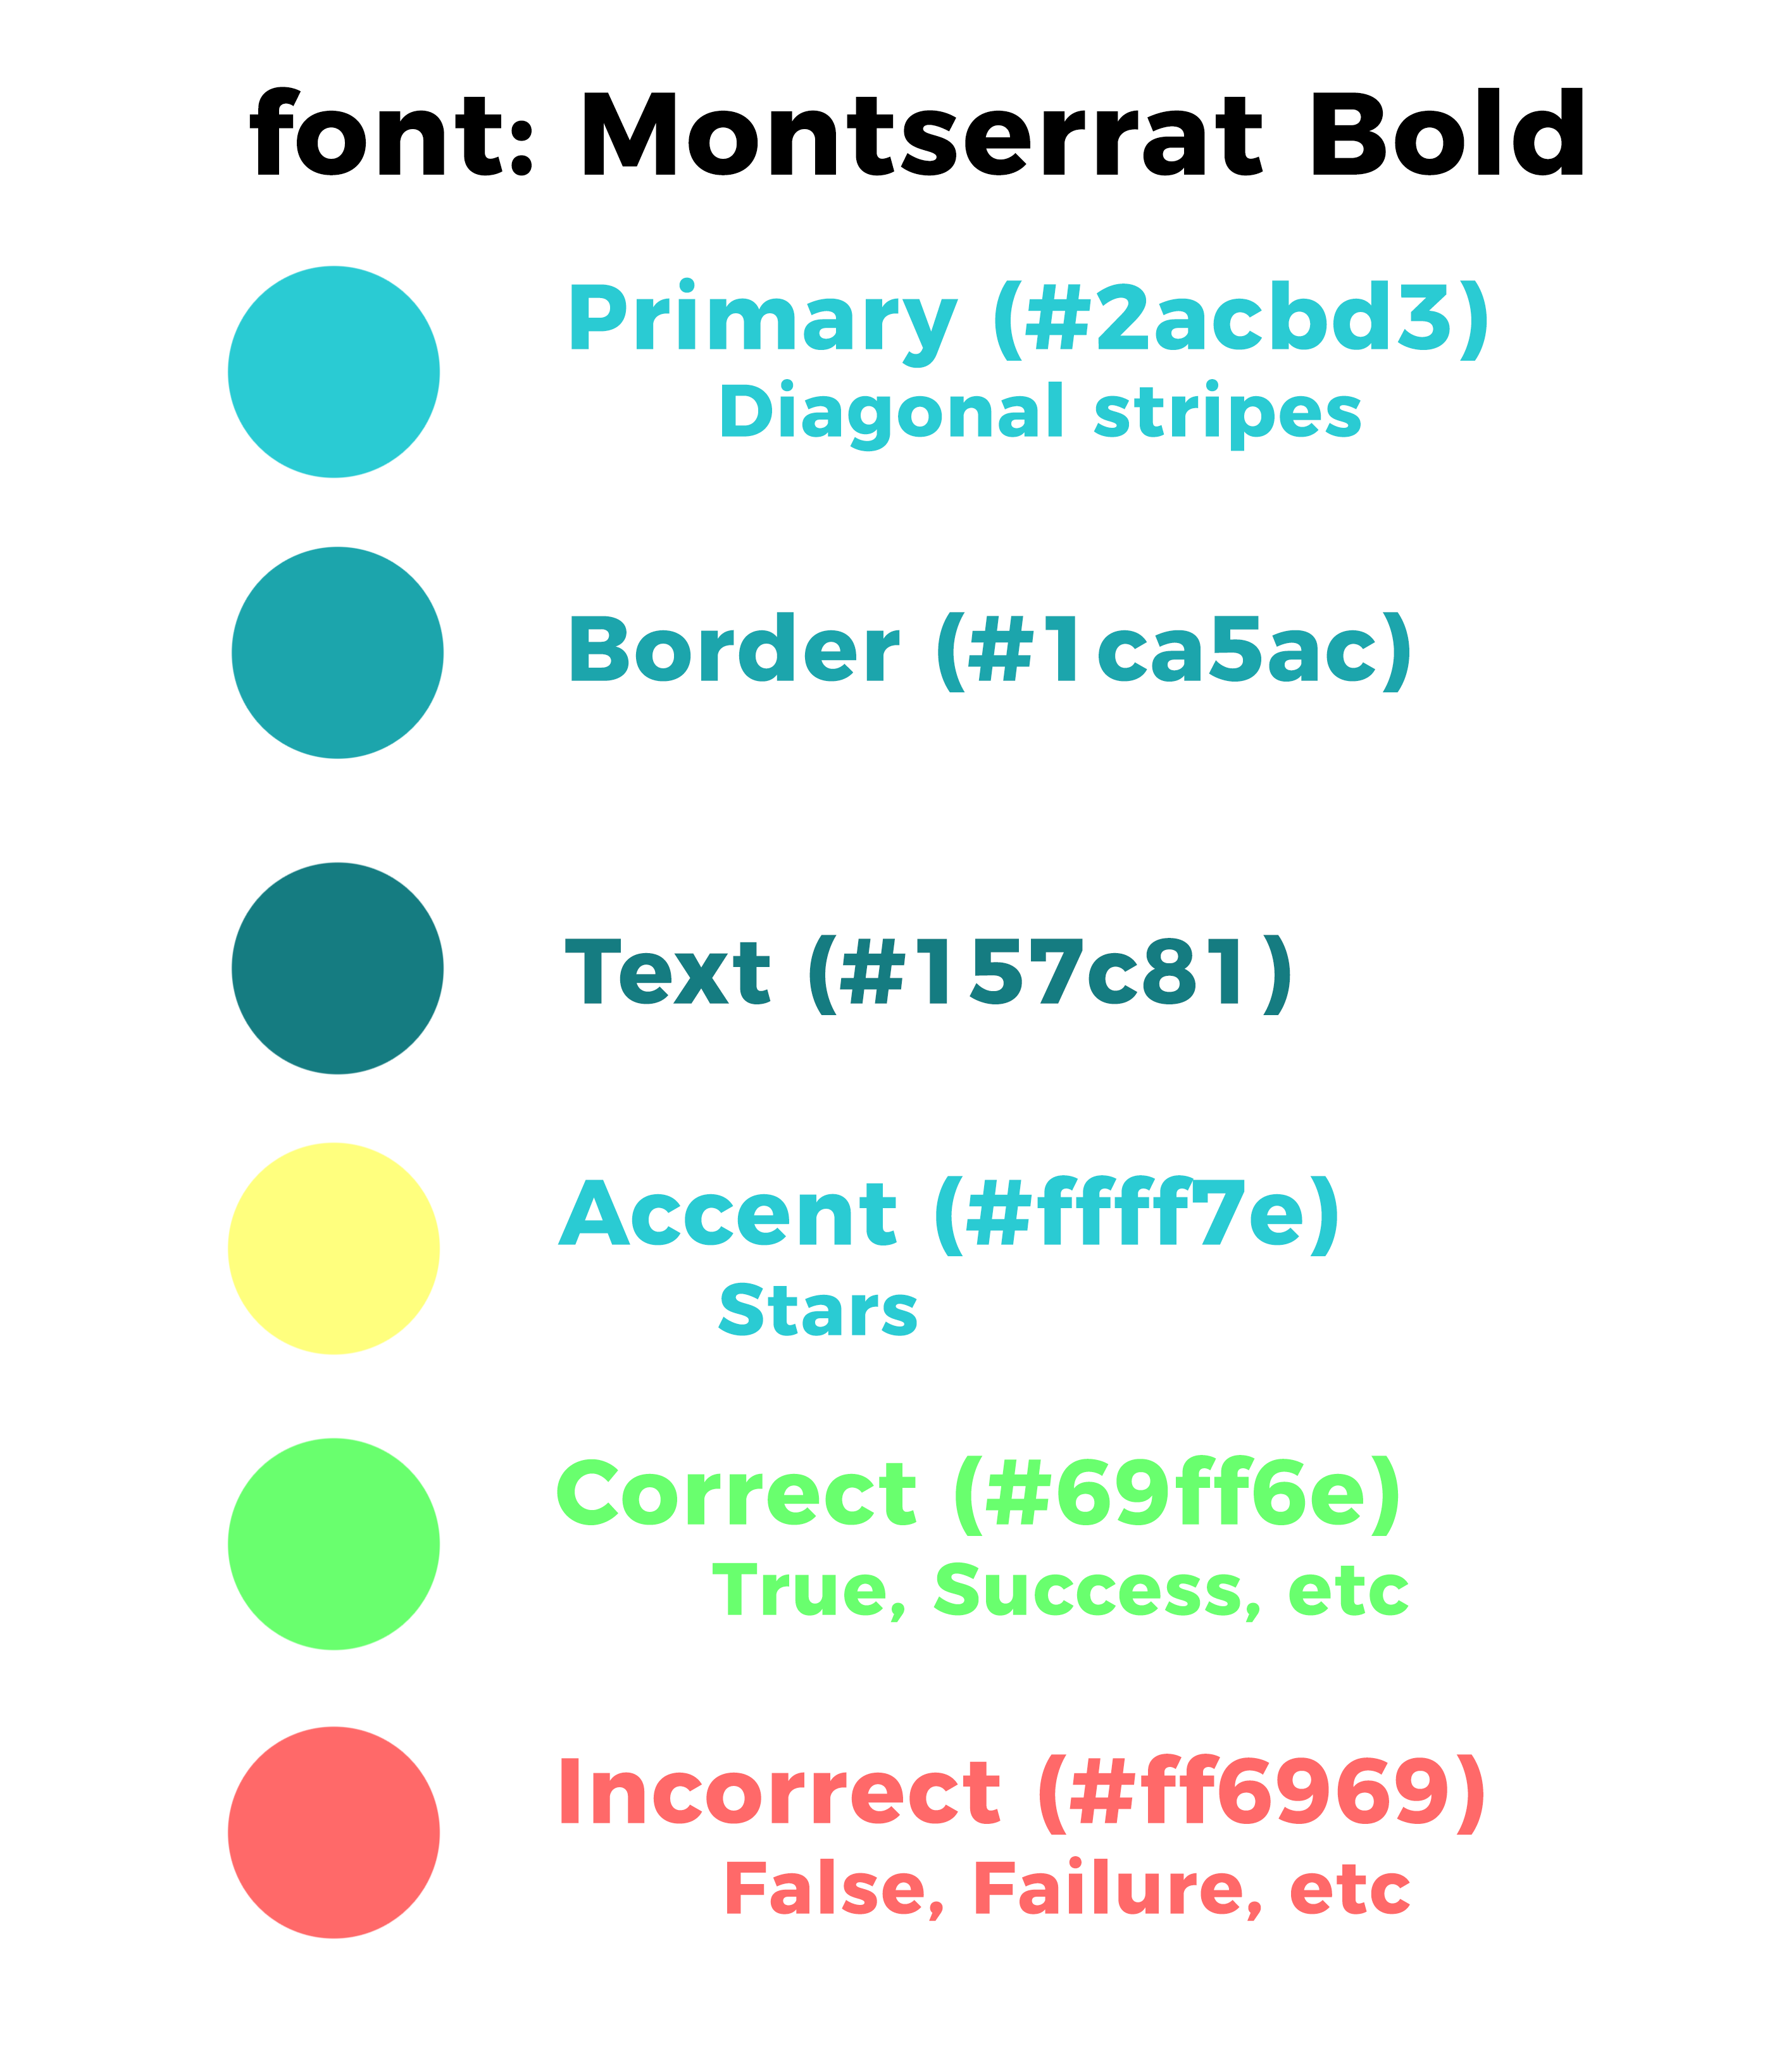 font: Montserrat Bold
Primary (#2acbd3)
Diagonal stripes
Border (#1ca5ac)
Text (#157c81)
Accent (#ffff7e)
Stars
Correct (#69ff6e)
True, Success, etc
Incorrect (#ff6969)
False, Failure, etc